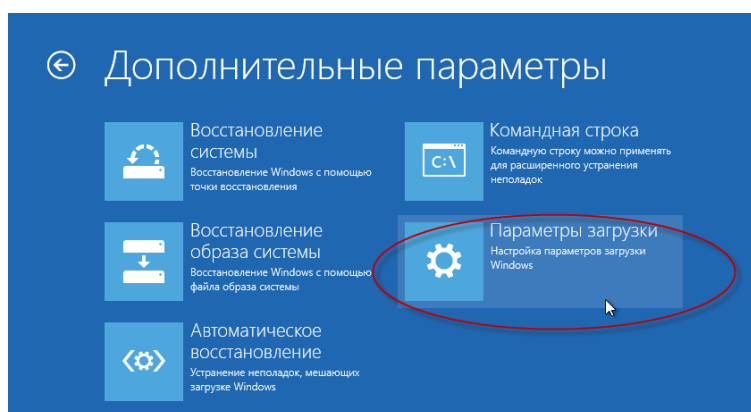 Дополнительные параметры
Восстановление
системы
Восстановление Windows с помощью
точки восстановления
Командная строка
Командную строку можно применять
для расширенного устранения
неполадок
C:\
Восстановление
образа системы
Восстановление Windows с помощью
файла образа системы
Параметры загрузки
Настройка параметров загрузки
Windows
Автоматическое
восстановление
Устранение неполадок, мешающих
загрузке Windows